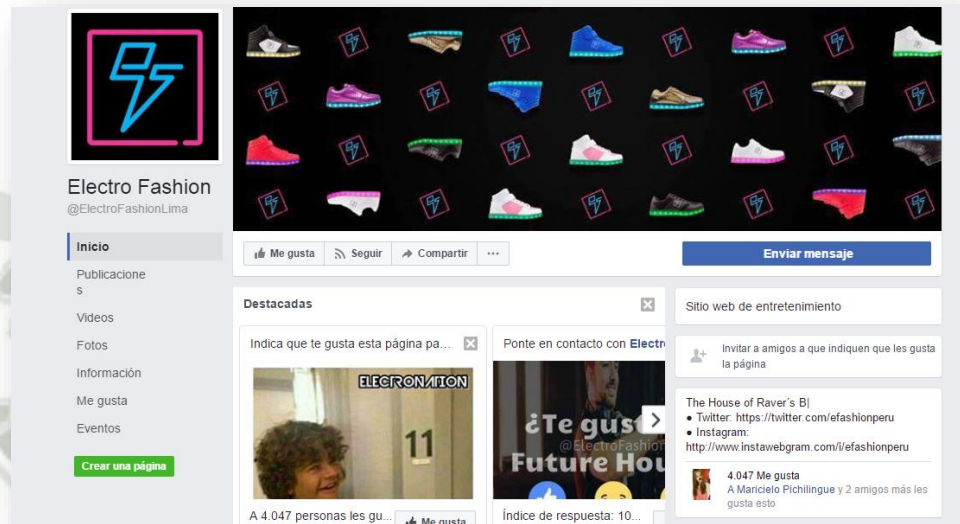 Electro Fashion
@ElectroFashionLima
Inicio
Publicacione
s
Videos
Fotos
Información
Me gusta
Eventos
Crear una página
Me gusta
Seguir
Compartir
...
Enviar mensaje
Destacadas
Indica que te gusta esta página pa...
ELECTRONATION
11
A 4.047 personas les gu...
Me gusta
Ponte en contacto con Electr
¿Te gus
@ElectroFashion
Future Hou
Índice de respuesta: 10...
Sitio web de entretenimiento
Invitar a amigos a que indiquen que les gusta
la página
The House of Raver´s B|
● Twitter: https://twitter.com/efashionperu
● Instagram:
http://www.instawebgram.com/i/efashionperu
4.047 Me gusta
A Maricielo Pichilingue y 2 amigos más les
gusta esto